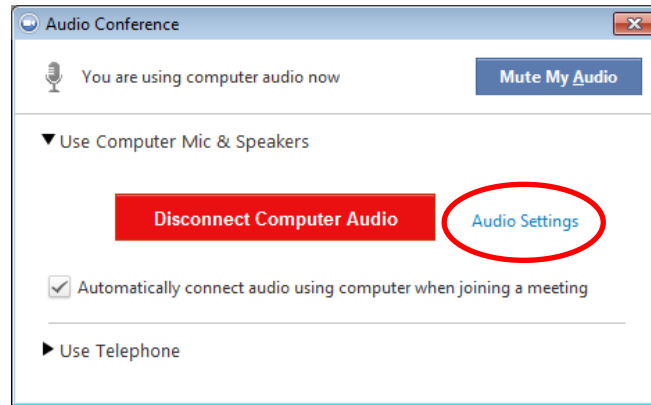 Audio Conference
You are using computer audio now
Mute My Audio
Use Computer Mic & Speakers
Disconnect Computer Audio
Audio Settings
Automatically connect audio using computer when joining a meeting
Use Telephone